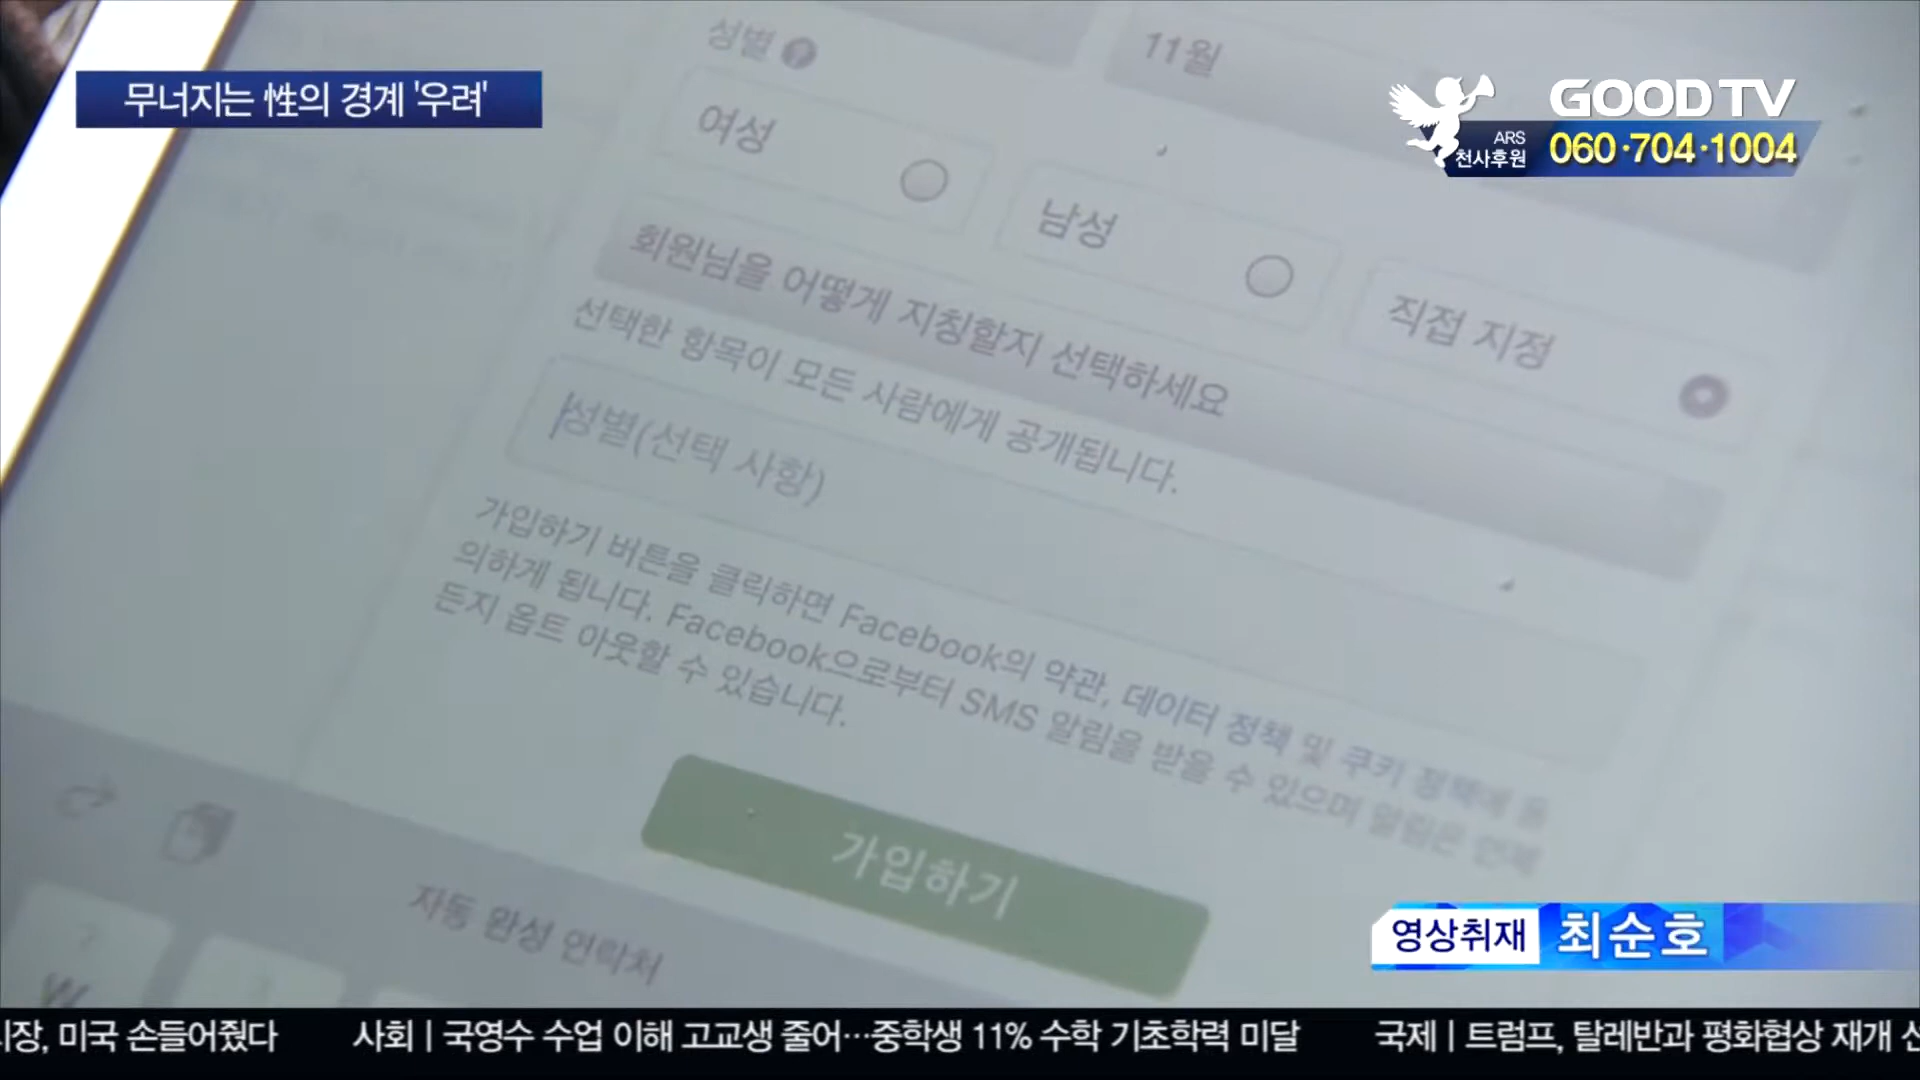 무너지는 性의 경계 '우려'
GOODTV
ARS
천사후원 060·704·1004
성별
11월
여성
남성
직접 지정
회원님을 어떻게 지칭할지 선택하세요
선택한 항목이 모든 사람에게 공개됩니다.
성별(선택 사항)
가입하기 버튼을 클릭하면 Facebook의 약관, 데이터 정책 및 쿠키 정책에 동
의하게 됩니다. Facebook으로부터 SMS 알림을 받을 수 있으며 알림은 언제
든지 옵트 아웃할 수 있습니다.
가입하기
자동 완성 연락처
W
영상취재 최순호
시장, 미국 손들어줬다 사회 | 국영수 수업 이해 고교생 줄어…중학생 11% 수학 기초학력 미달 국제 | 트럼프, 탈레반과 평화협상 재개